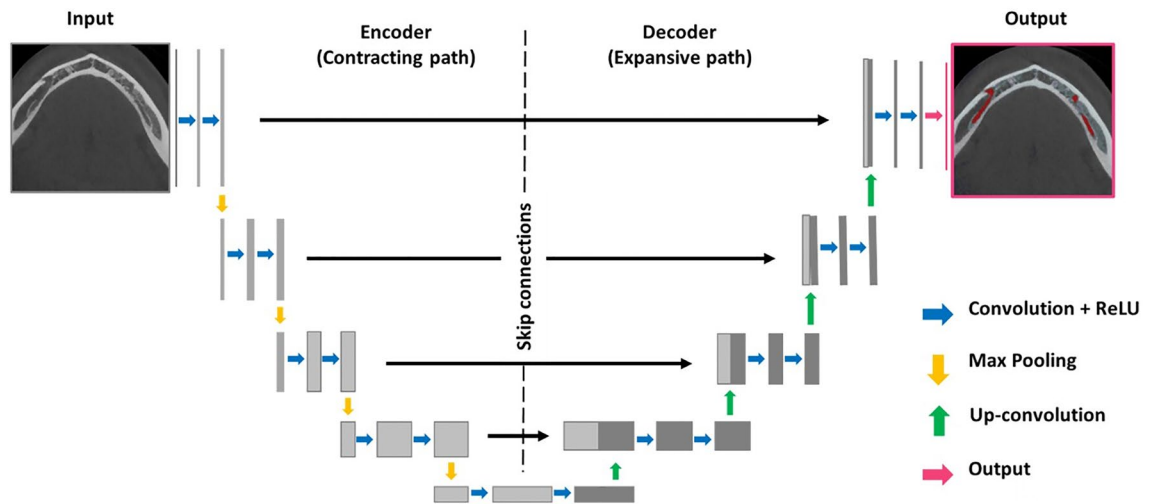 Input
Encoder
(Contracting path)
Decoder
(Expansive path)
Output
Skip connections
Convolution + ReLU
Max Pooling
Up-convolution
Output